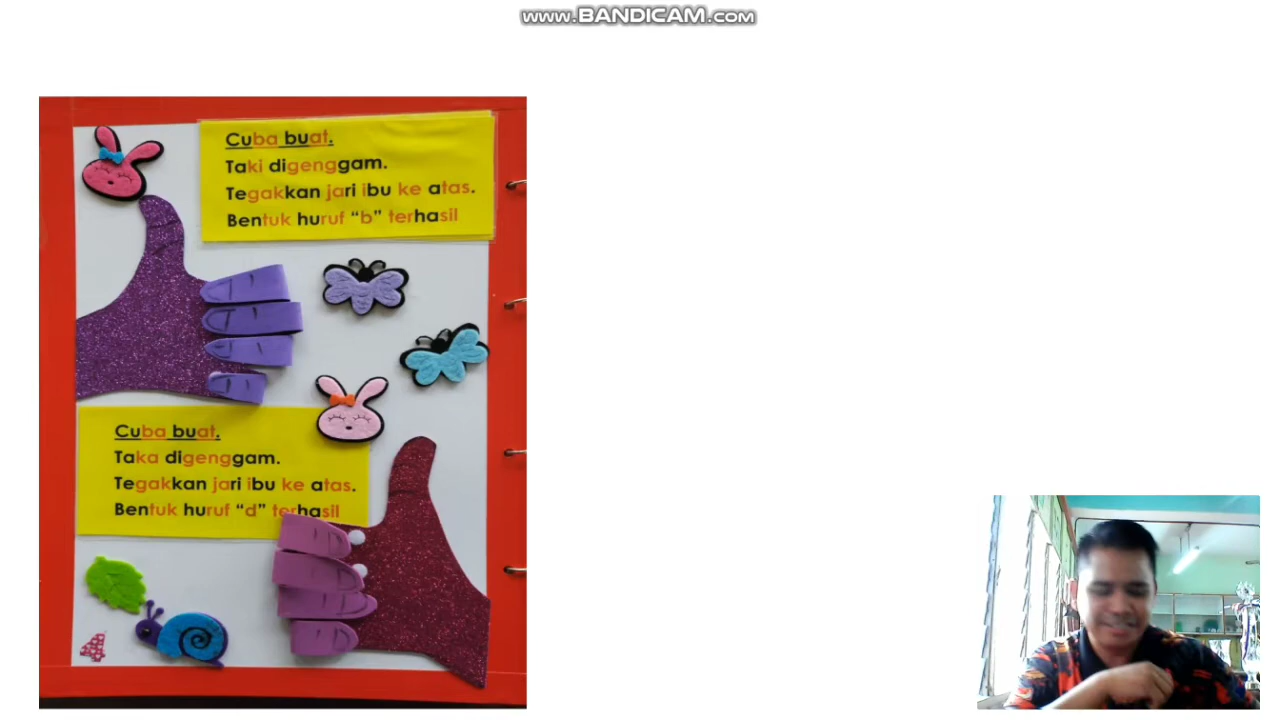 www.BANDICAM.com
Cuba buat.
Taki digenggam.
Tegakkan jari ibu ke atas.
Bentuk huruf “b” terhasil
Cuba buat.
Taka digenggam.
Tegakkan jari ibu ke atas.
Bentuk huruf “d” terhasil
4